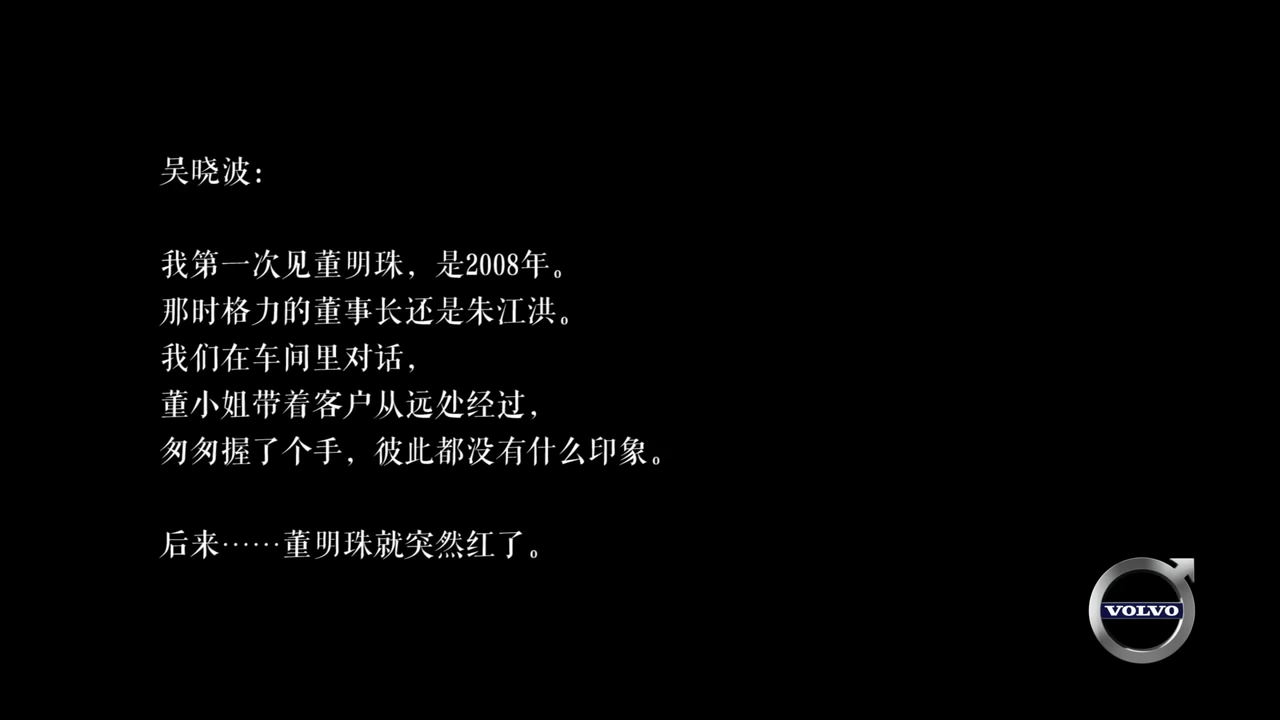 吴晓波：
我第一次见董明珠，是2008年。
那时格力的董事长还是朱江洪。
我们在车间里对话，
董小姐带着客户从远处经过，
匆匆握了个手，彼此都没有什么印象。
后来……董明珠就突然红了。
VOLVO